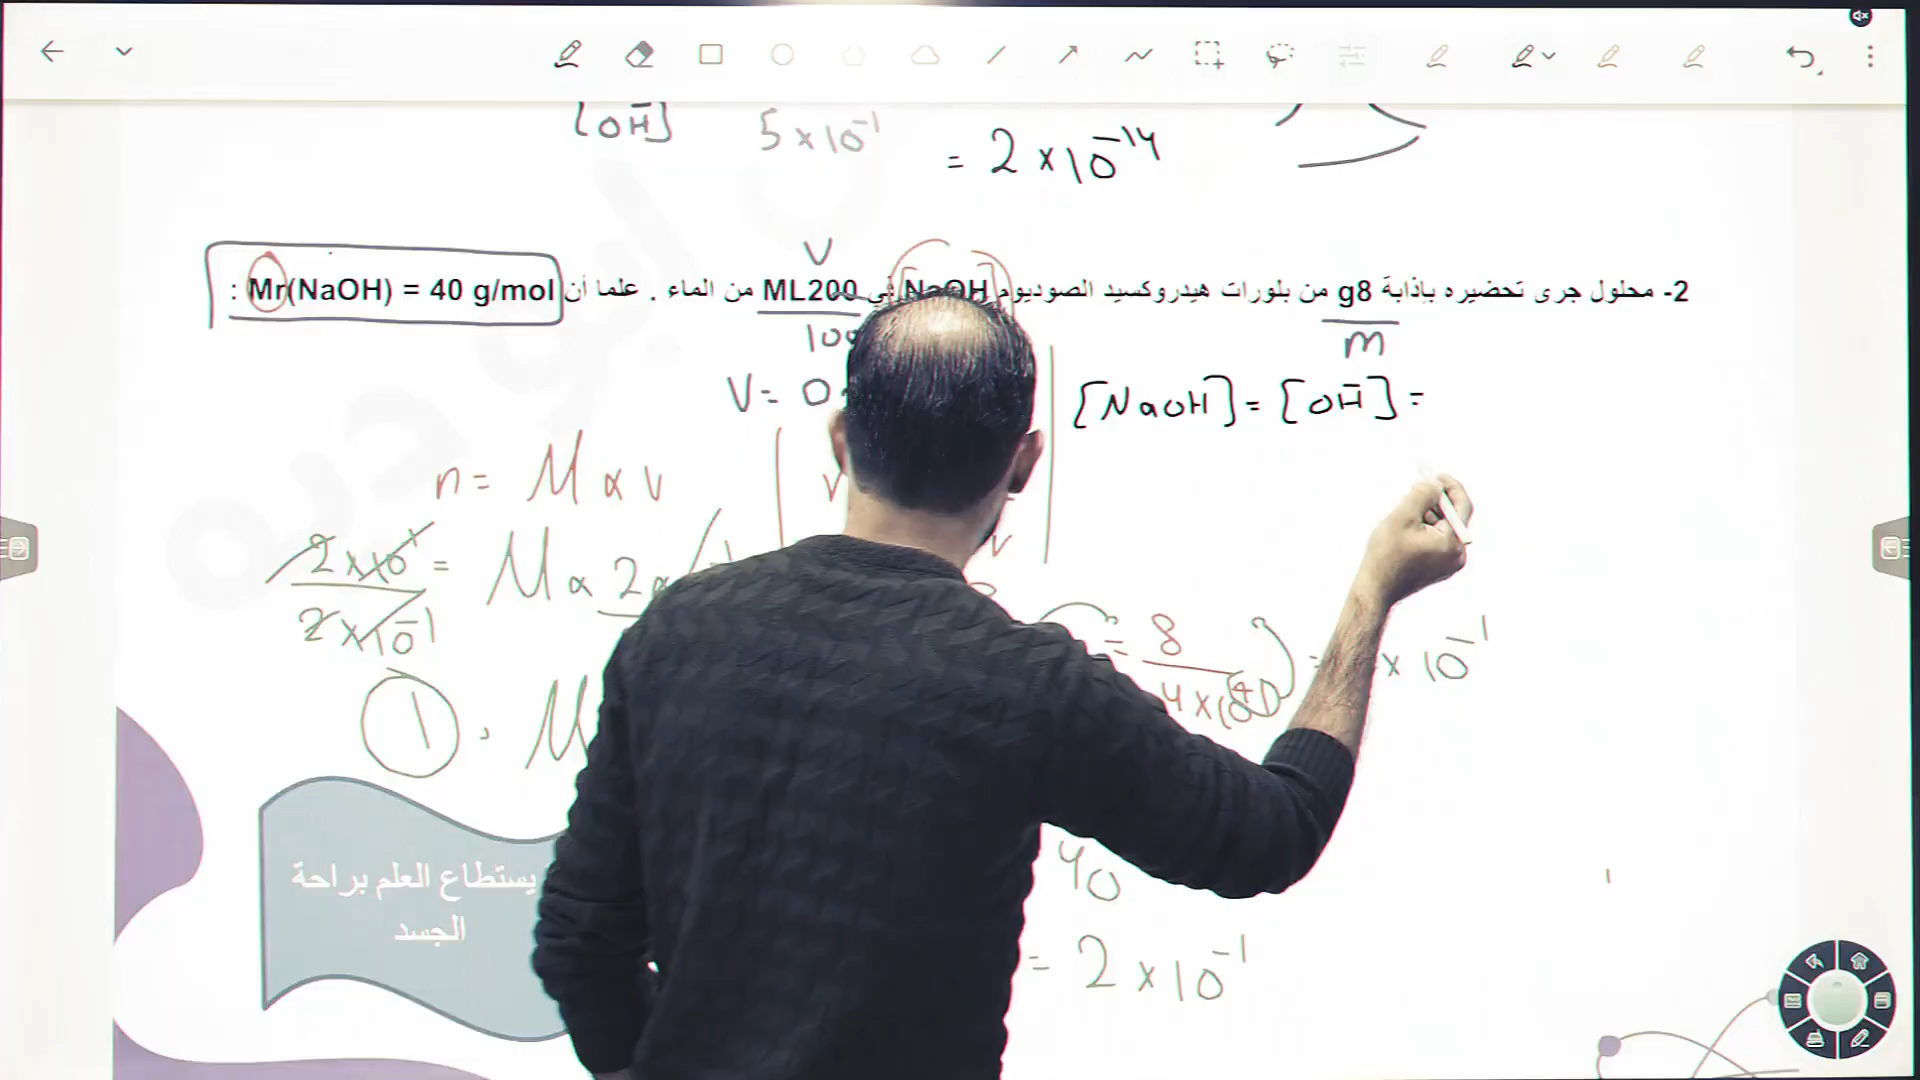 [OH̄] 5 × 10⁻¹ = 2 × 10⁻¹⁴
2- محلول جرى تحضيره بإذابة g8 من بلورات هيدروكسيد الصوديوم [NaOH] في ML200 من الماء . علما أن Mr(NaOH) = 40 g/mol :
V
m
V= 0
[NaOH] = [OH̄] =
n = M × v
2×10⁻¹ = M × 2 ×
2×10⁻¹
= 8
4×10
× 10⁻¹
1 = M
40
= 2 × 10⁻¹
يستطاع العلم براحة
الجسد